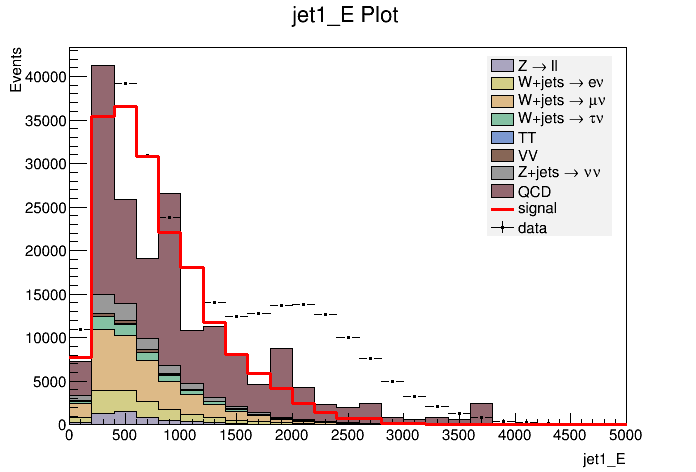 jet1_E Plot
Events
40000
35000
30000
25000
20000
15000
10000
5000
0
0 500 1000 1500 2000 2500 3000 3500 4000 4500 5000
jet1_E
Z → ll
W+jets → eν
W+jets → μν
W+jets → τν
TT
VV
Z+jets → νν
QCD
signal
data